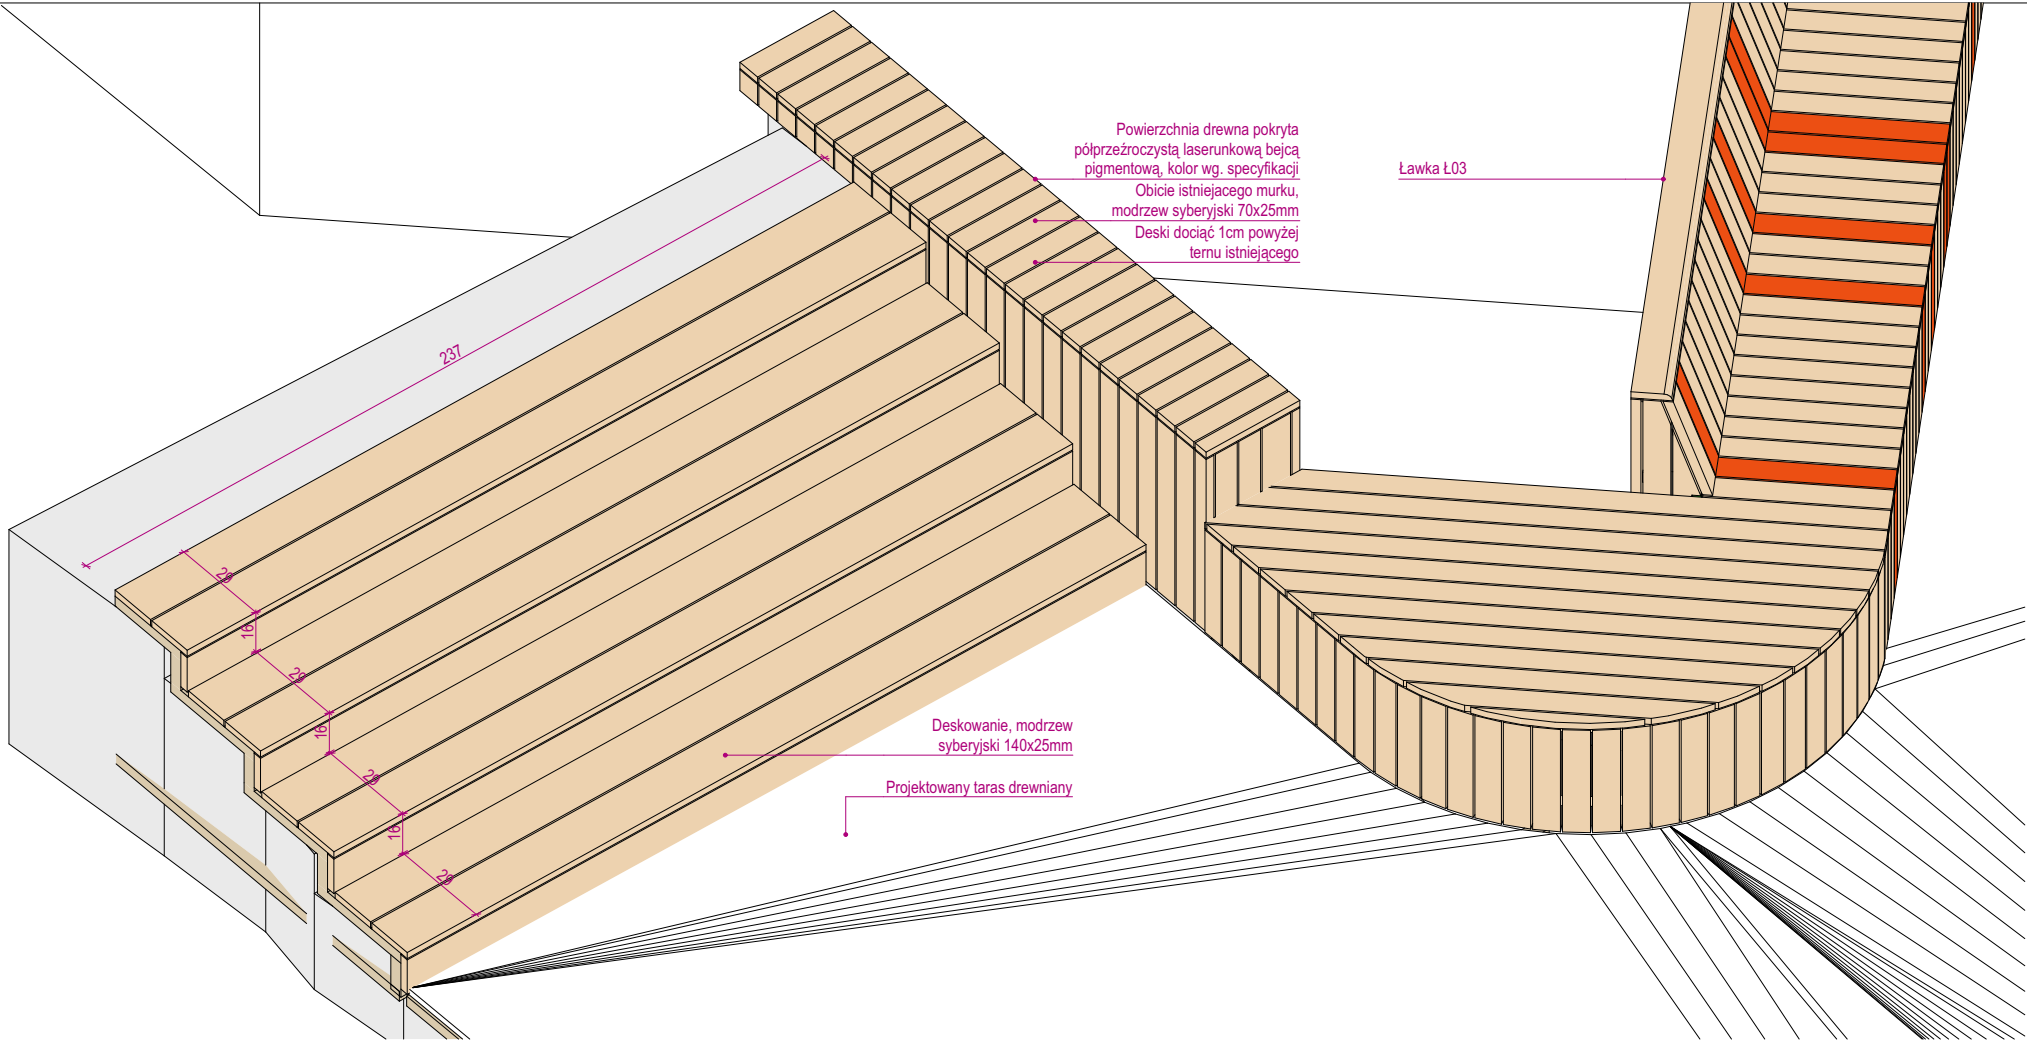 Powierzchnia drewna pokryta
półprzeźroczystą laserunkową bejcą
pigmentową, kolor wg. specyfikacji
Obicie istniejacego murku,
modrzew syberyjski 70x25mm
Deski dociąć 1cm powyżej
ternu istniejącego
Ławka Ł03
237
29
16
29
16
29
16
29
Deskowanie, modrzew
syberyjski 140x25mm
Projektowany taras drewniany